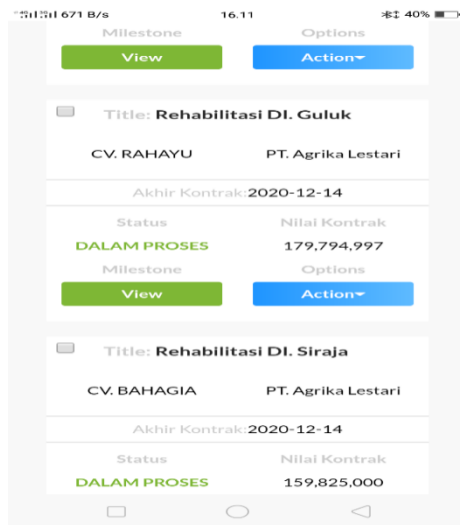 671 B/s 16.11 40%
Milestone Options
View Action
Title: Rehabilitasi DI. Guluk
CV. RAHAYU PT. Agrika Lestari
Akhir Kontrak:2020-12-14
Status Nilai Kontrak
DALAM PROSES 179,794,997
Milestone Options
View Action
Title: Rehabilitasi DI. Siraja
CV. BAHAGIA PT. Agrika Lestari
Akhir Kontrak:2020-12-14
Status Nilai Kontrak
DALAM PROSES 159,825,000